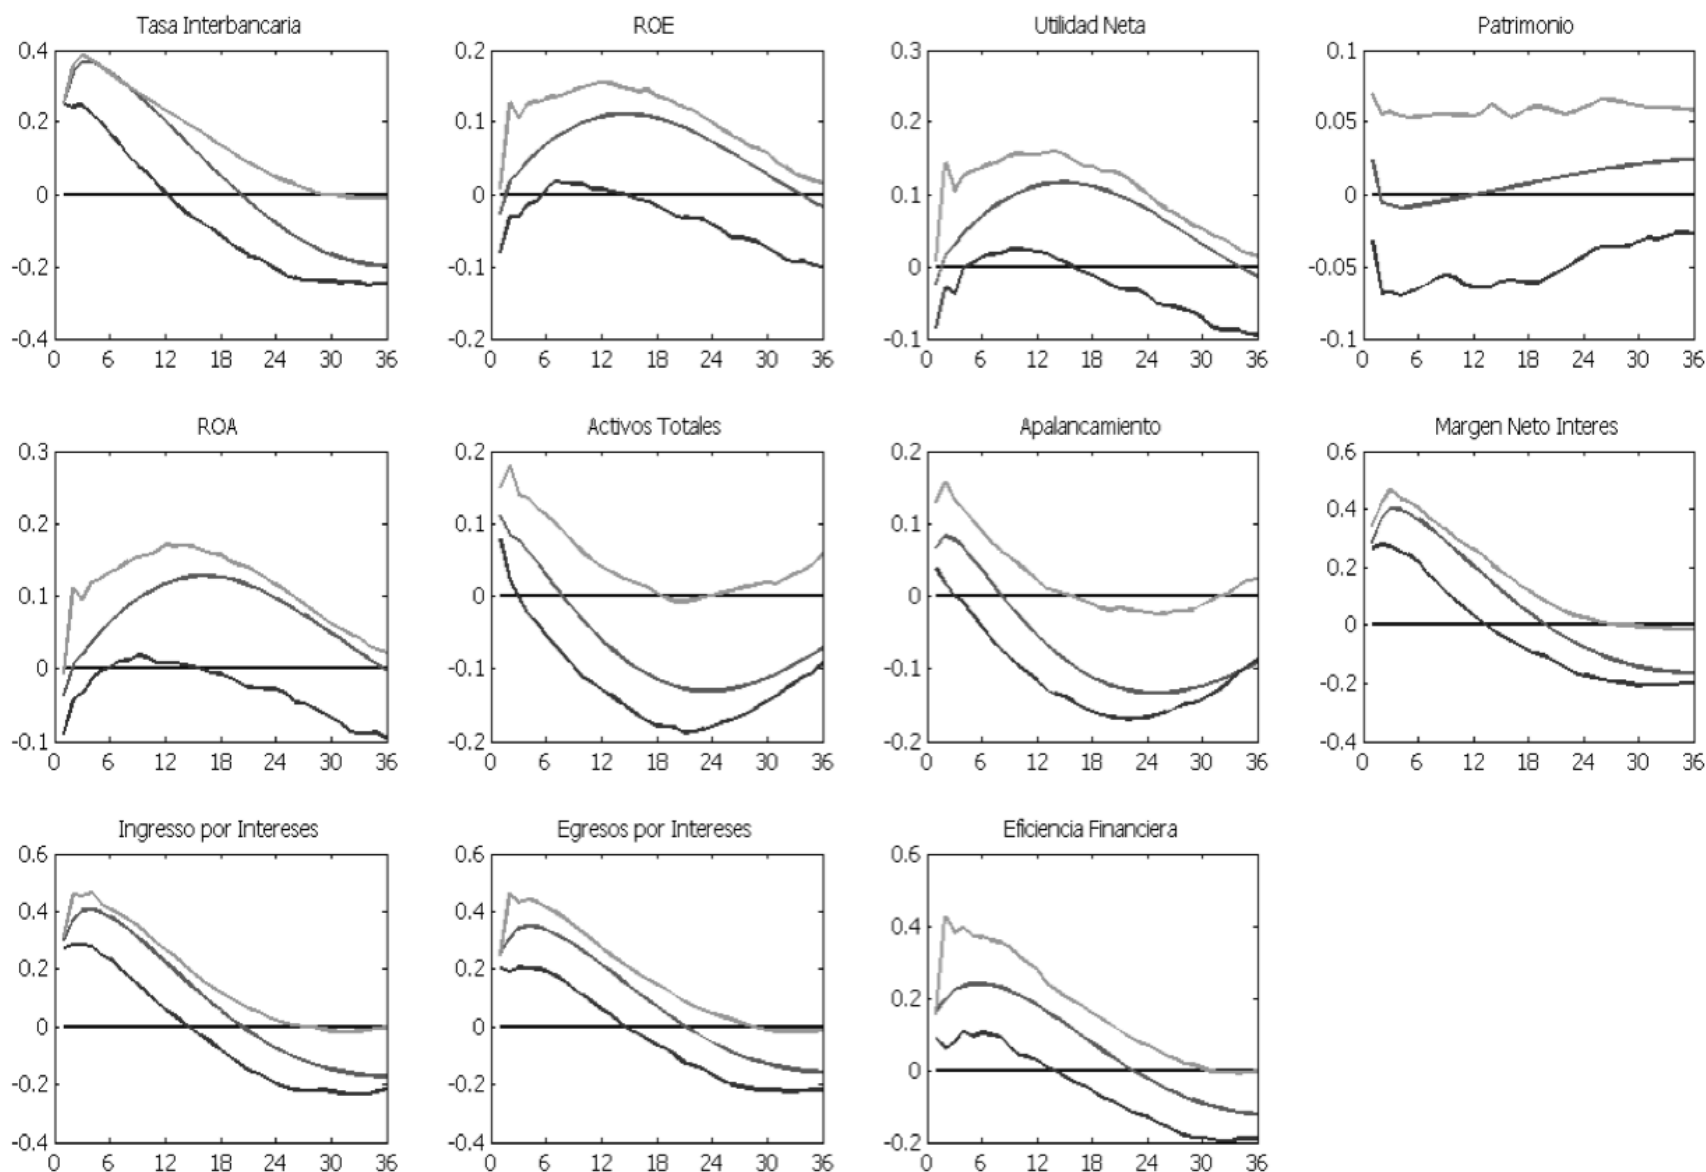 Tasa Interbancaria
0.4
0.2
0
-0.2
-0.4
0 6 12 18 24 30 36
ROE
0.2
0.1
0
-0.1
0.2
0 6 12 18 24 30 36
Utilidad Neta
0.3
0.2
0.1
0
-0.1
0 6 12 18 24 30 36
Patrimonio
0.1
0.05
0
-0.05
0.1
0 6 12 18 24 30 36
ROA
0.3
0.2
0.1
0
-0.1
0 6 12 18 24 30 36
Activos Totales
0.2
0.1
0
-0.1
-0.2
0 6 12 18 24 30 36
Apalancamiento
0.2
0.1
0
-0.1
-0.2
0 6 12 18 24 30 36
Margen Neto Interes
0.6
0.4
0.2
0
-0.2
-0.4
0 6 12 18 24 30 36
Ingresso por Intereses
0.6
0.4
0.2
0
-0.2
-0.4
0 6 12 18 24 30 36
Egresos por Intereses
0.6
0.4
0.2
0
-0.2
-0.4
0 6 12 18 24 30 36
Eficiencia Financiera
0.6
0.4
0.2
0
-0.2
0 6 12 18 24 30 36